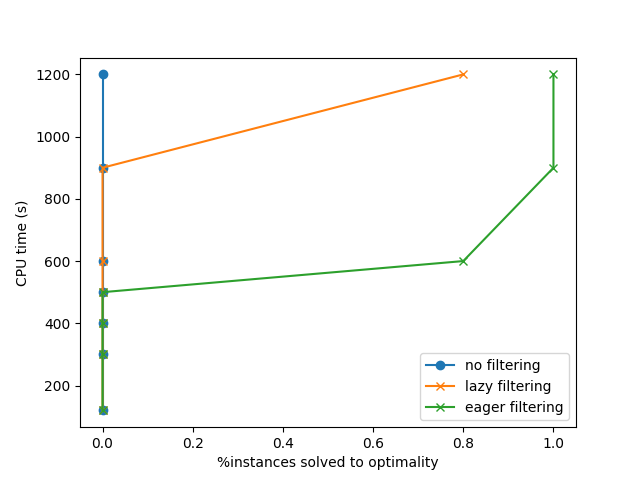 1200
1000
800
600
400
200
CPU time (s)
0.0 0.2 0.4 0.6 0.8 1.0
%instances solved to optimality
no filtering
lazy filtering
eager filtering